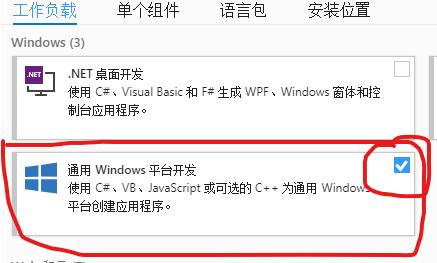 工作负载 单个组件 语言包 安装位置
Windows (3)
.NET 桌面开发
使用 C#、Visual Basic 和 F# 生成 WPF、Windows 窗体和控
制台应用程序。
.NET
通用 Windows 平台开发
使用 C#、VB、JavaScript 或可选的 C++ 为通用 Windows
平台创建应用程序。